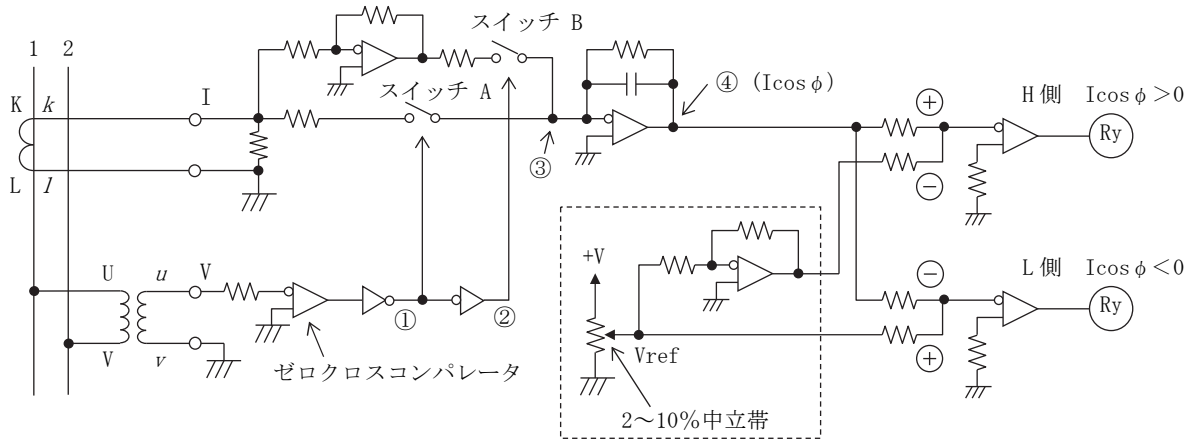 スイッチ B
1 2
K k
I
スイッチ A
④ (Icosφ)
H側 Icosφ>0
+
Ry
③
−
L l
U u V
+V
①
②
−
L側 Icosφ<0
Ry
V v
Vref
+
ゼロクロスコンパレータ
2~10%中立帯